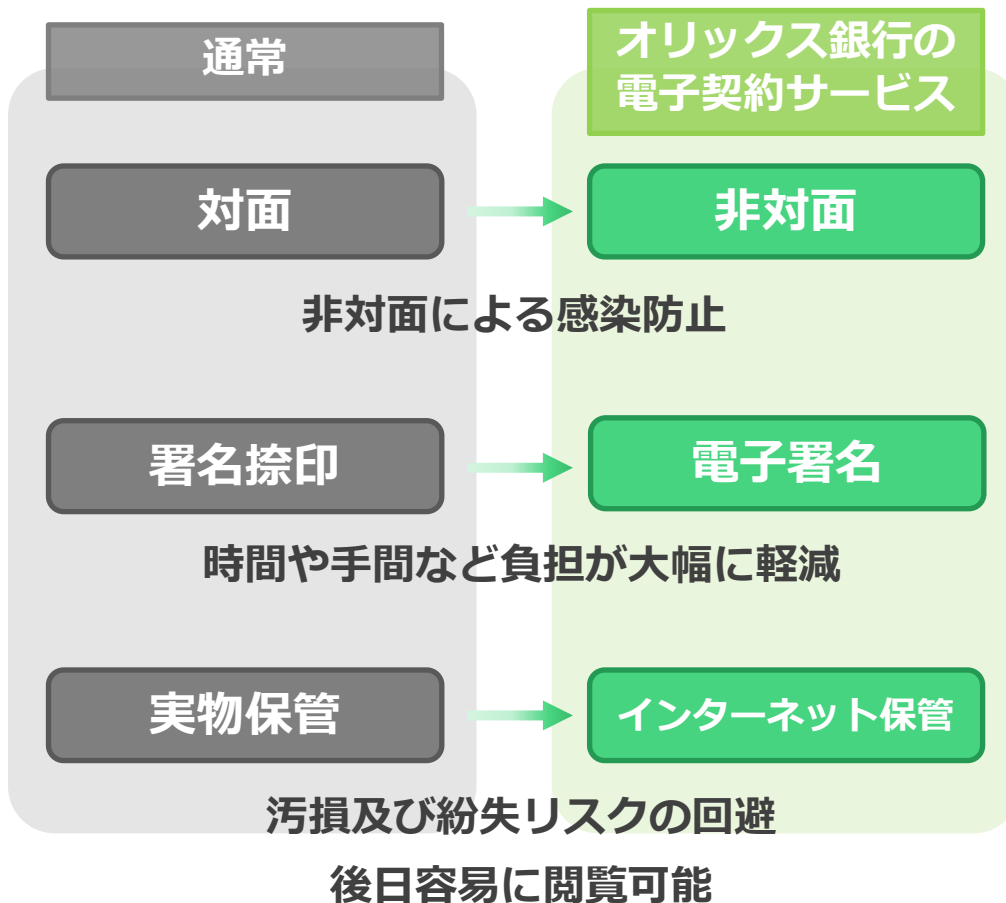 通常
オリックス銀行の
電子契約サービス
対面
非対面
非対面による感染防止
署名捺印
電子署名
時間や手間など負担が大幅に軽減
実物保管
インターネット保管
汚損及び紛失リスクの回避
後日容易に閲覧可能